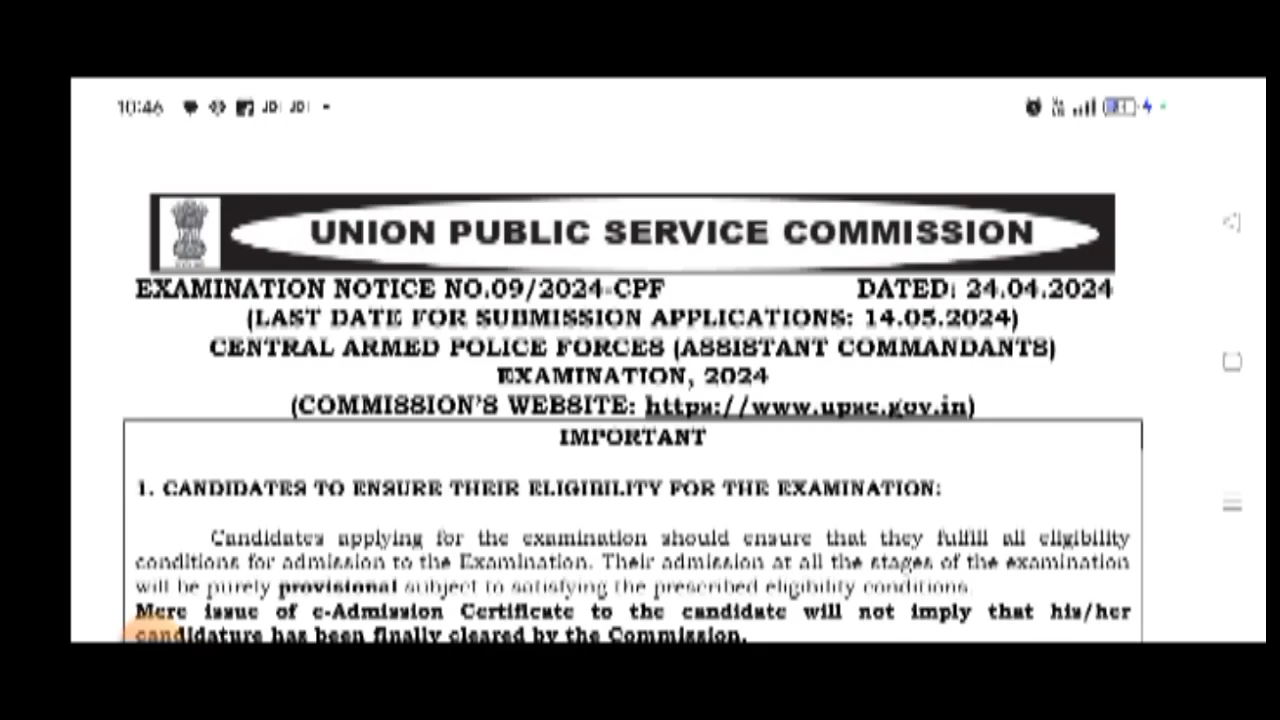 10:46
UNION PUBLIC SERVICE COMMISSION
EXAMINATION NOTICE NO.09/2024-CPF DATED: 24.04.2024
(LAST DATE FOR SUBMISSION APPLICATIONS: 14.05.2024)
CENTRAL ARMED POLICE FORCES (ASSISTANT COMMANDANTS)
EXAMINATION, 2024
(COMMISSION'S WEBSITE: https://www.upsc.gov.in)
IMPORTANT
1. CANDIDATES TO ENSURE THEIR ELIGIBILITY FOR THE EXAMINATION:
Candidates applying for the examination should ensure that they fulfill all eligibility
conditions for admission to the Examination. Their admission at all the stages of the examination
will be purely provisional subject to satisfying the prescribed eligibility conditions.
Mere issue of e-Admission Certificate to the candidate will not imply that his/her
candidature has been finally cleared by the Commission.